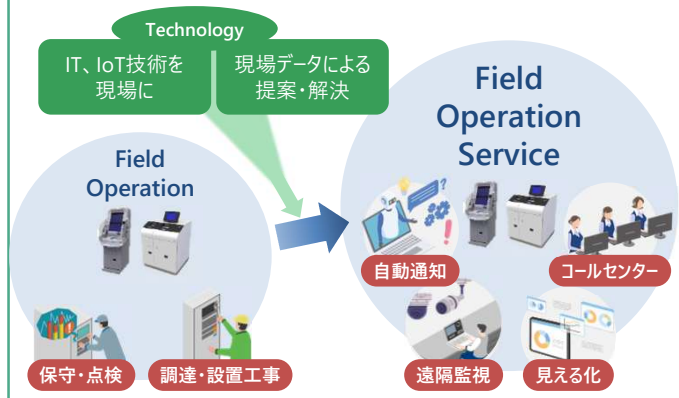 Technology
IT、IoT技術を
現場に
現場データによる
提案・解決
Field
Operation
保守・点検
調達・設置工事
Field
Operation
Service
自動通知
コールセンター
遠隔監視
見える化